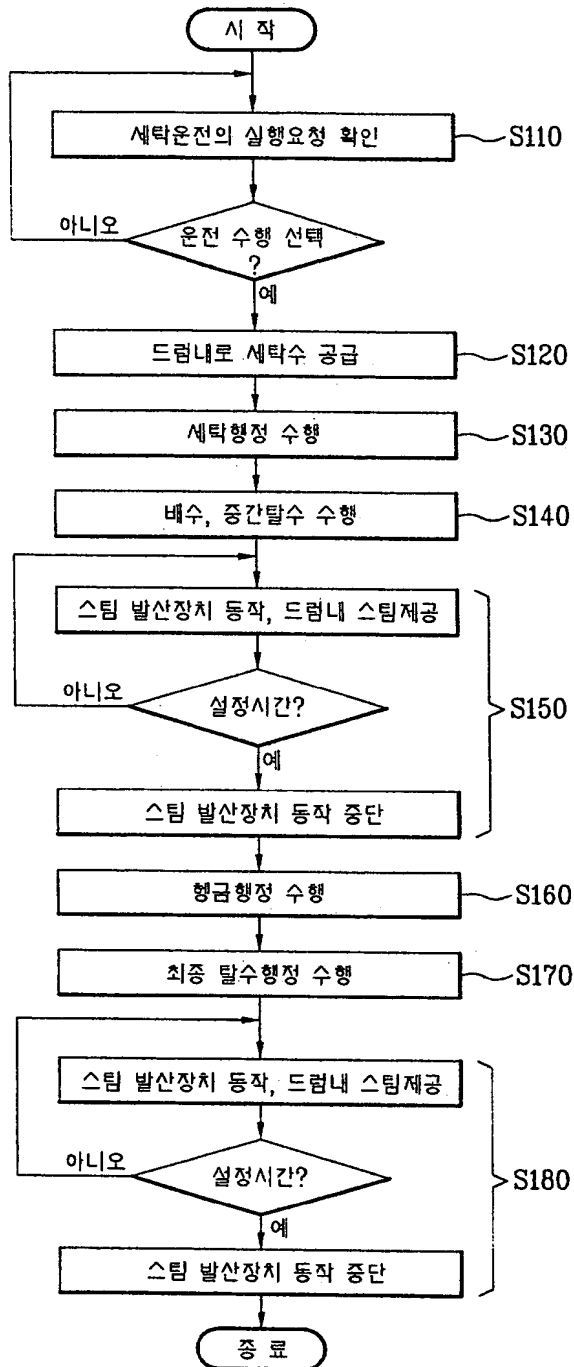 시 작
세탁운전의 실행요청 확인
S110
아니오
운전 수행 선택
?
예
드럼내로 세탁수 공급
S120
세탁행정 수행
S130
배수, 중간탈수 수행
S140
스팀 발산장치 동작, 드럼내 스팀제공
아니오
설정시간?
S150
예
스팀 발산장치 동작 중단
헹굼행정 수행
S160
최종 탈수행정 수행
S170
스팀 발산장치 동작, 드럼내 스팀제공
아니오
설정시간?
S180
예
스팀 발산장치 동작 중단
종 료